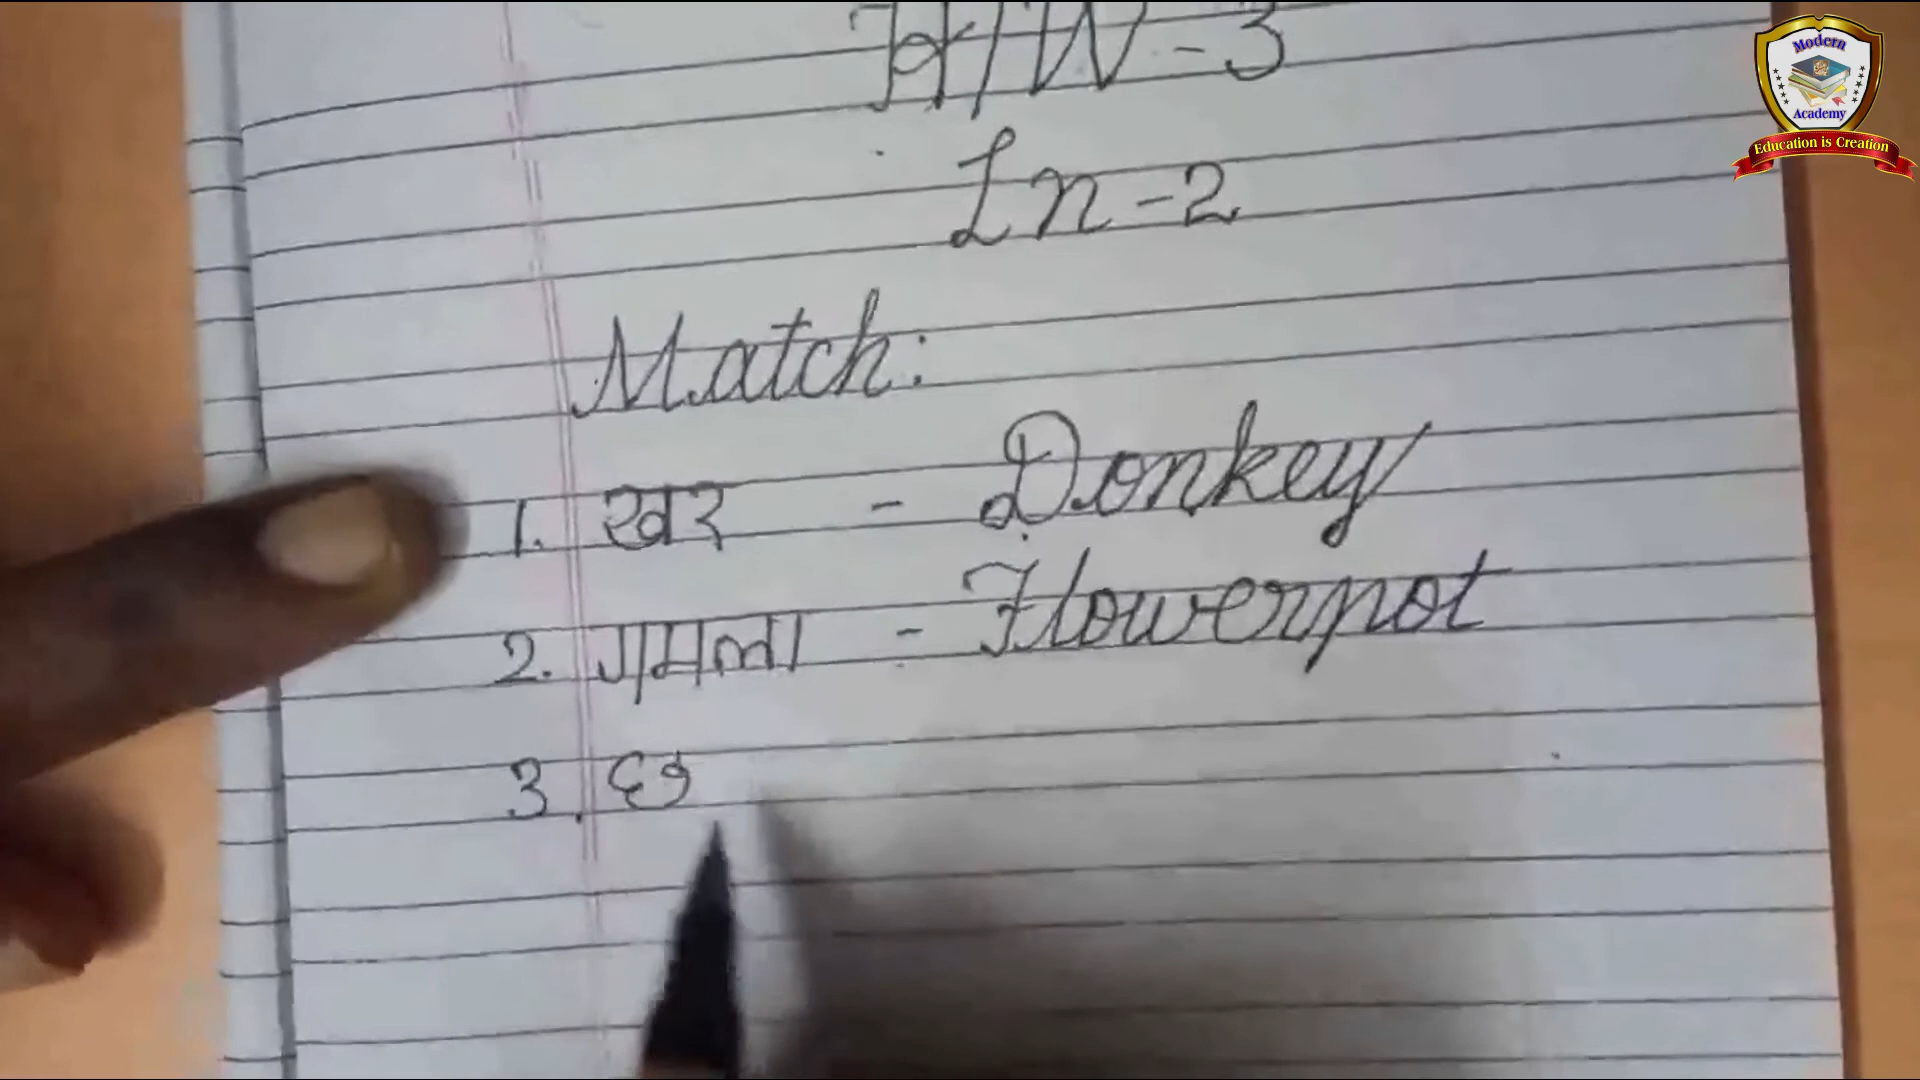 H/W-3
Ln-2
Match:
1. खर - Donkey
2. गमला - Flowerpot
3. छ
Modern
Academy
Education is Creation